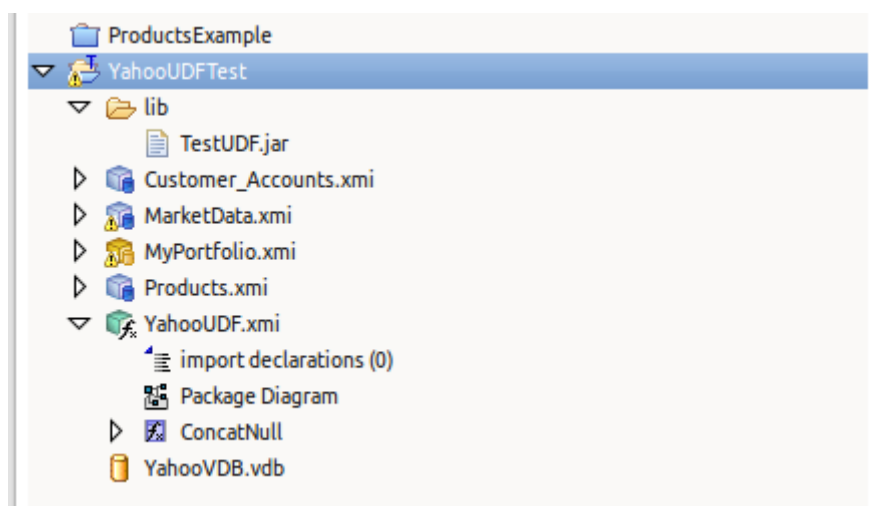 ProductsExample
YahooUDFTest
lib
TestUDF.jar
Customer_Accounts.xmi
MarketData.xmi
MyPortfolio.xmi
Products.xmi
YahooUDF.xmi
import declarations (0)
Package Diagram
ConcatNull
YahooVDB.vdb